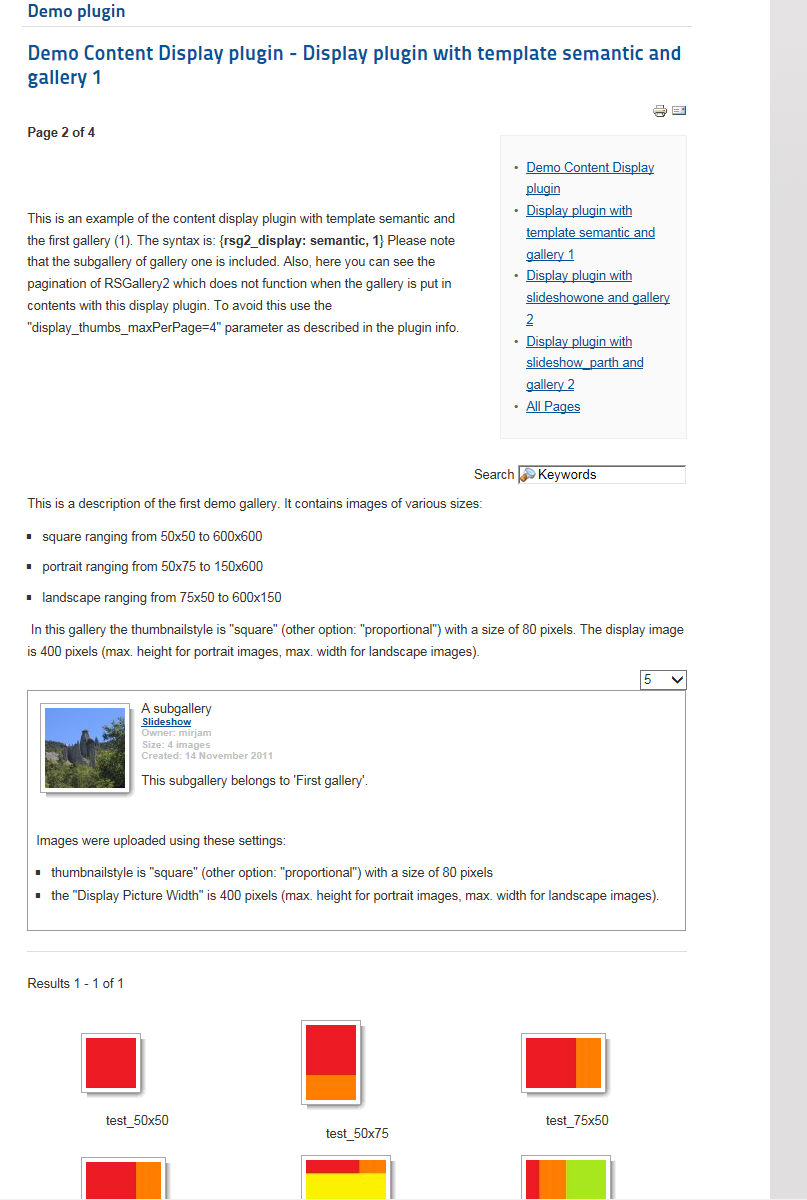 Demo plugin
Demo Content Display plugin - Display plugin with template semantic and
gallery 1
Page 2 of 4
• Demo Content Display
plugin
• Display plugin with
template semantic and
gallery 1
• Display plugin with
slideshowone and gallery
2
• Display plugin with
slideshow_parth and
gallery 2
• All Pages
This is an example of the content display plugin with template semantic and
the first gallery (1). The syntax is: {rsg2_display: semantic, 1} Please note
that the subgallery of gallery one is included. Also, here you can see the
pagination of RSGallery2 which does not function when the gallery is put in
contents with this display plugin. To avoid this use the
"display_thumbs_maxPerPage=4" parameter as described in the plugin info.
Search Keywords
This is a description of the first demo gallery. It contains images of various sizes:
▪ square ranging from 50x50 to 600x600
▪ portrait ranging from 50x75 to 150x600
▪ landscape ranging from 75x50 to 600x150
In this gallery the thumbnailstyle is "square" (other option: "proportional") with a size of 80 pixels. The display image
is 400 pixels (max. height for portrait images, max. width for landscape images).
5
A subgallery
Slideshow
Owner: mirjam
Size: 4 images
Created: 14 November 2011
This subgallery belongs to 'First gallery'.
Images were uploaded using these settings:
▪ thumbnailstyle is "square" (other option: "proportional") with a size of 80 pixels
▪ the "Display Picture Width" is 400 pixels (max. height for portrait images, max. width for landscape images).
Results 1 - 1 of 1
test_50x50
test_50x75
test_75x50